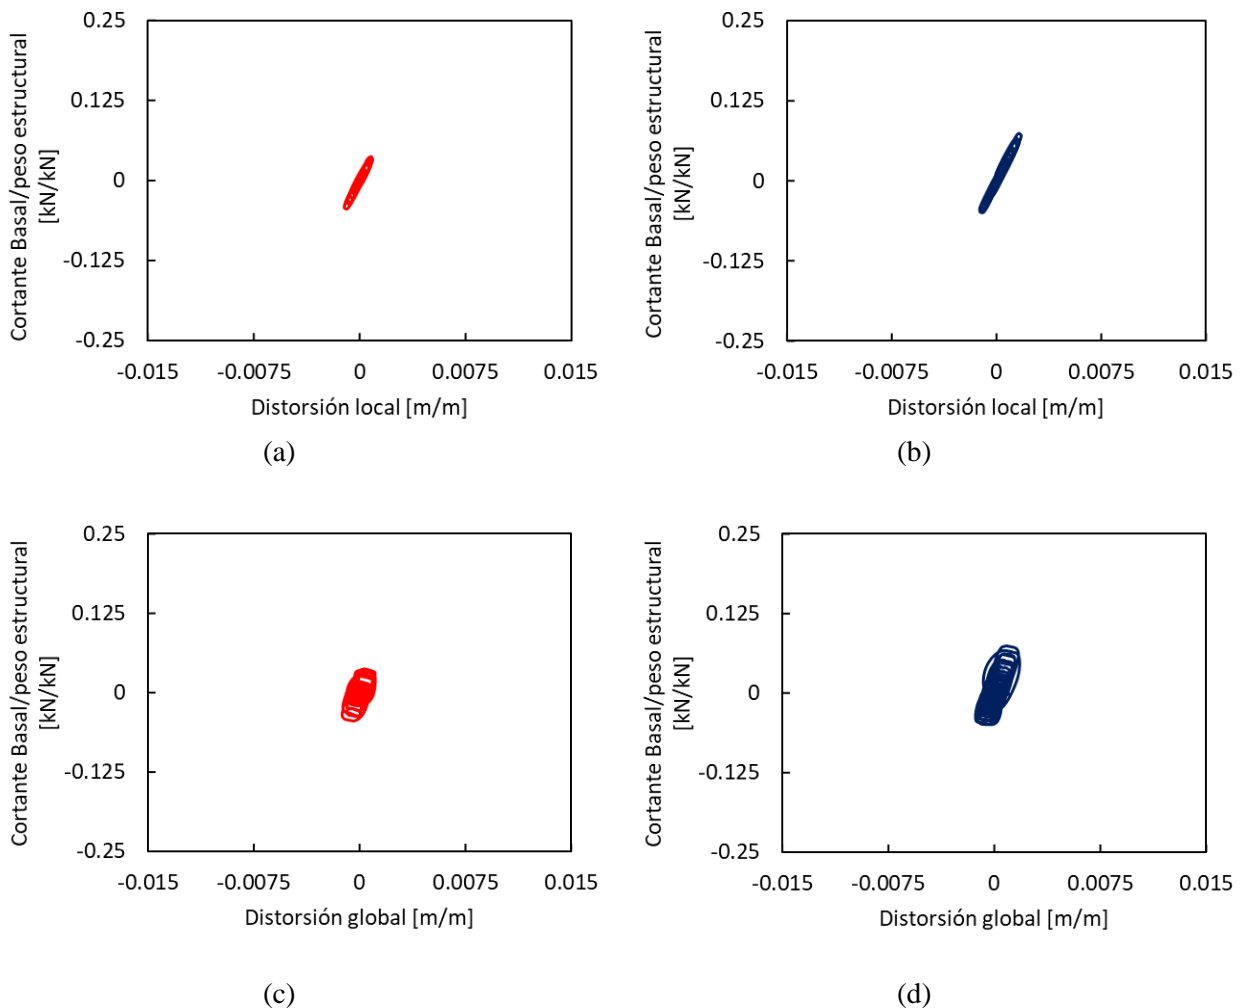 Cortante Basal/peso estructural
[kN/kN]
0.25
0.125
0
-0.125
-0.25
-0.015
-0.0075
0
0.0075
0.015
Distorsión local [m/m]
(a)
Cortante Basal/peso estructural
[kN/kN]
0.25
0.125
0
-0.125
-0.25
-0.015
-0.0075
0
0.0075
0.015
Distorsión local [m/m]
(b)
Cortante Basal/peso estructural
[kN/kN]
0.25
0.125
0
-0.125
-0.25
-0.015
-0.0075
0
0.0075
0.015
Distorsión global [m/m]
(c)
Cortante Basal/peso estructural
[kN/kN]
0.25
0.125
0
-0.125
-0.25
-0.015
-0.0075
0
0.0075
0.015
Distorsión global [m/m]
(d)